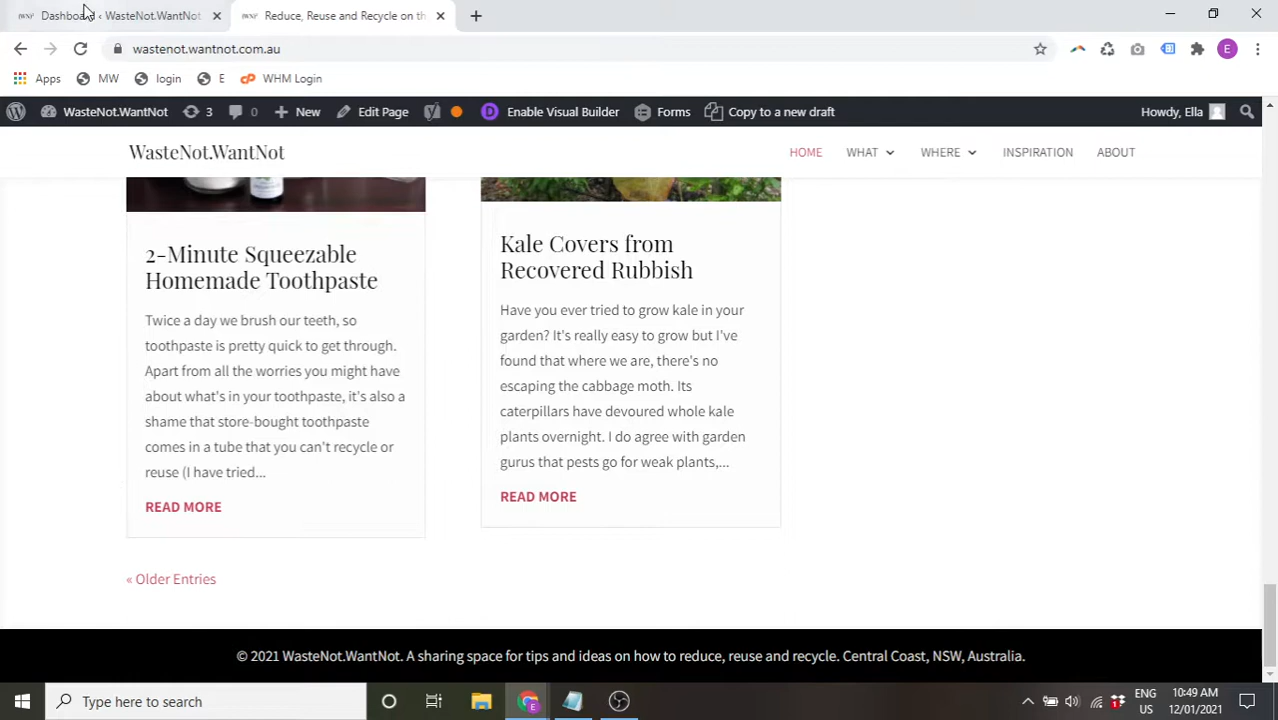 Dashboard ‹ WasteNot.WantNot
Reduce, Reuse and Recycle on th
wastenot.wantnot.com.au
E
Apps MW login E WHM Login
WasteNot.WantNot 3 0 New Edit Page Enable Visual Builder Forms Copy to a new draft Howdy, Ella
WasteNot.WantNot
HOME WHAT WHERE INSPIRATION ABOUT
2-Minute Squeezable
Homemade Toothpaste
Twice a day we brush our teeth, so
toothpaste is pretty quick to get through.
Apart from all the worries you might have
about what's in your toothpaste, it's also a
shame that store-bought toothpaste
comes in a tube that you can't recycle or
reuse (I have tried...
READ MORE
Kale Covers from
Recovered Rubbish
Have you ever tried to grow kale in your
garden? It's really easy to grow but I've
found that where we are, there's no
escaping the cabbage moth. Its
caterpillars have devoured whole kale
plants overnight. I do agree with garden
gurus that pests go for weak plants,...
READ MORE
« Older Entries
© 2021 WasteNot.WantNot. A sharing space for tips and ideas on how to reduce, reuse and recycle. Central Coast, NSW, Australia.
Type here to search
ENG
US
10:49 AM
12/01/2021